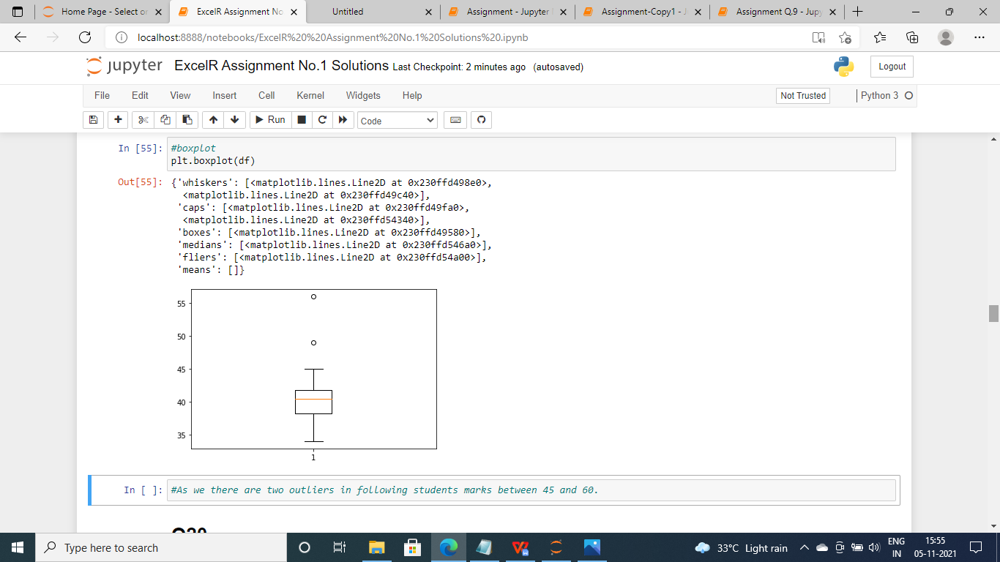 Home Page - Select or
ExcelR Assignment No
Untitled
Assignment - Jupyter
Assignment-Copy1 - J
Assignment Q.9 - Jupy
localhost:8888/notebooks/ExcelR%20%20Assignment%20No.1%20Solutions%20.ipynb
jupyter ExcelR Assignment No.1 Solutions Last Checkpoint: 2 minutes ago (autosaved)
Logout
File Edit View Insert Cell Kernel Widgets Help
Not Trusted
Python 3
Run
Code
In [55]: #boxplot
plt.boxplot(df)
Out[55]: {'whiskers': [<matplotlib.lines.Line2D at 0x230ffd498e0>,
<matplotlib.lines.Line2D at 0x230ffd49c40>],
'caps': [<matplotlib.lines.Line2D at 0x230ffd49fa0>,
<matplotlib.lines.Line2D at 0x230ffd54340>],
'boxes': [<matplotlib.lines.Line2D at 0x230ffd49580>],
'medians': [<matplotlib.lines.Line2D at 0x230ffd546a0>],
'fliers': [<matplotlib.lines.Line2D at 0x230ffd54a00>],
'means': []}
55
50
45
40
35
1
In [ ]: #As we there are two outliers in following students marks between 45 and 60.
Type here to search
33°C Light rain
ENG
IN
15:55
05-11-2021